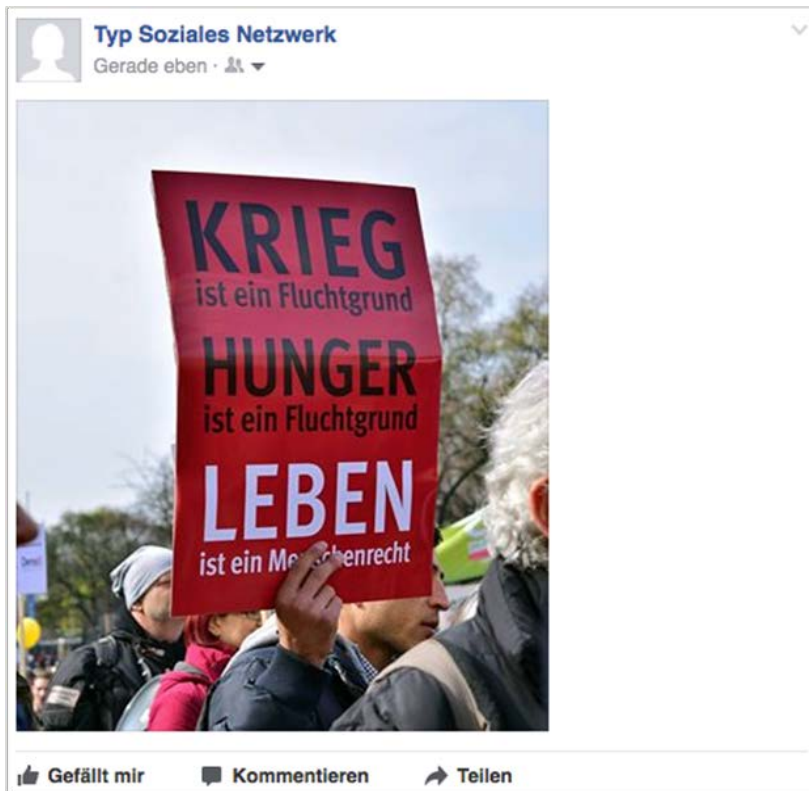 Typ Soziales Netzwerk
Gerade eben ·
KRIEG
ist ein Fluchtgrund
HUNGER
ist ein Fluchtgrund
LEBEN
ist ein Menschenrecht
Gefällt mir Kommentieren Teilen